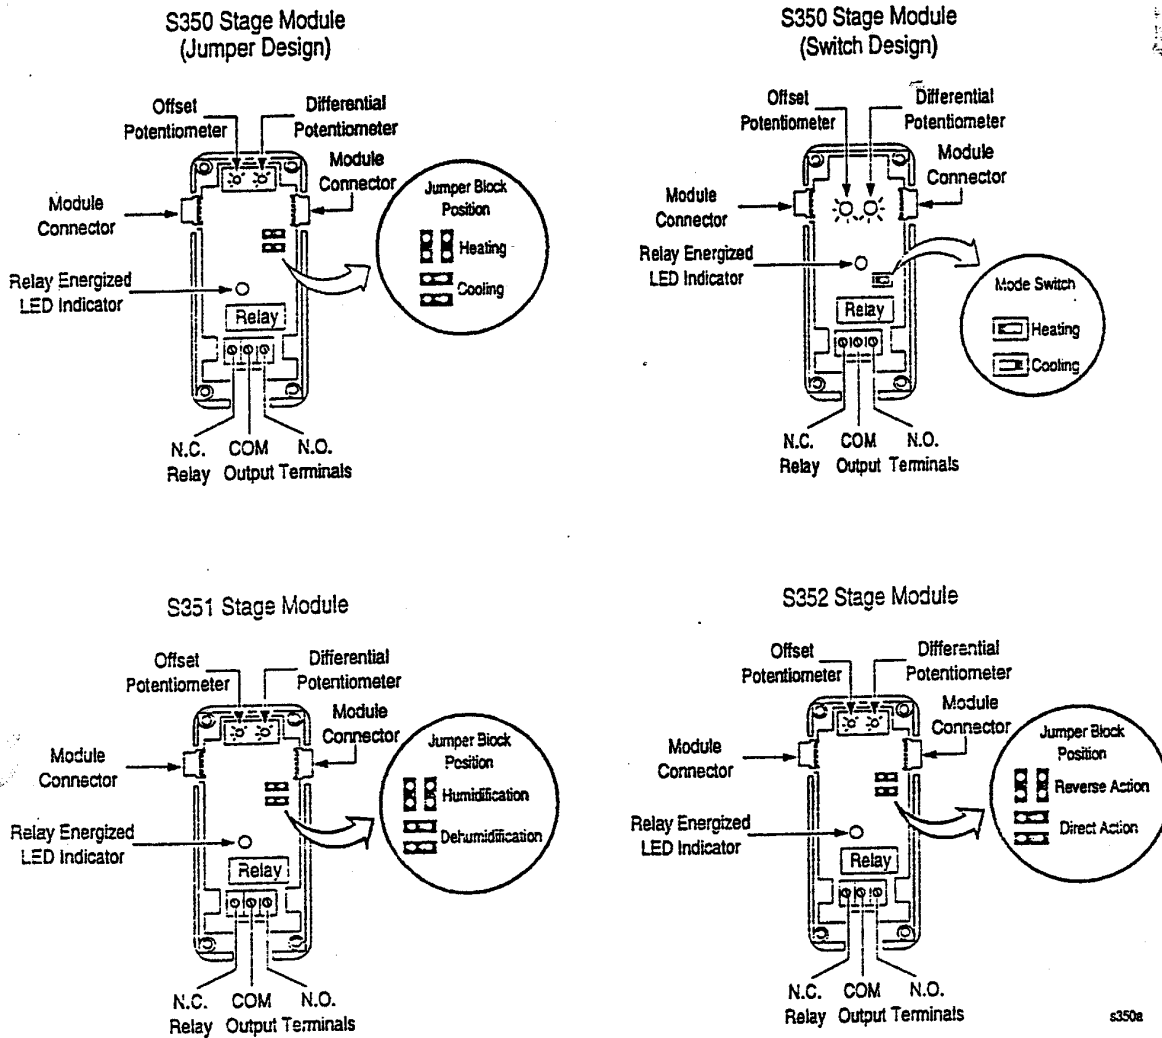 S350 Stage Module
(Jumper Design)
Offset
Potentiometer
Differential
Potentiometer
Module
Connector
Module
Connector
Relay Energized
LED Indicator
Relay
Jumper Block
Position
Heating
Cooling
N.C. COM N.O.
Relay Output Terminals
S350 Stage Module
(Switch Design)
Offset
Potentiometer
Differential
Potentiometer
Module
Connector
Module
Connector
Relay Energized
LED Indicator
Relay
Mode Switch
Heating
Cooling
N.C. COM N.O.
Relay Output Terminals
S351 Stage Module
Offset
Potentiometer
Differential
Potentiometer
Module
Connector
Module
Connector
Relay Energized
LED Indicator
Relay
Jumper Block
Position
Humidification
Dehumidification
N.C. COM N.O.
Relay Output Terminals
S352 Stage Module
Offset
Potentiometer
Differential
Potentiometer
Module
Connector
Module
Connector
Relay Energized
LED Indicator
Relay
Jumper Block
Position
Reverse Action
Direct Action
N.C. COM N.O.
Relay Output Terminals
s350a